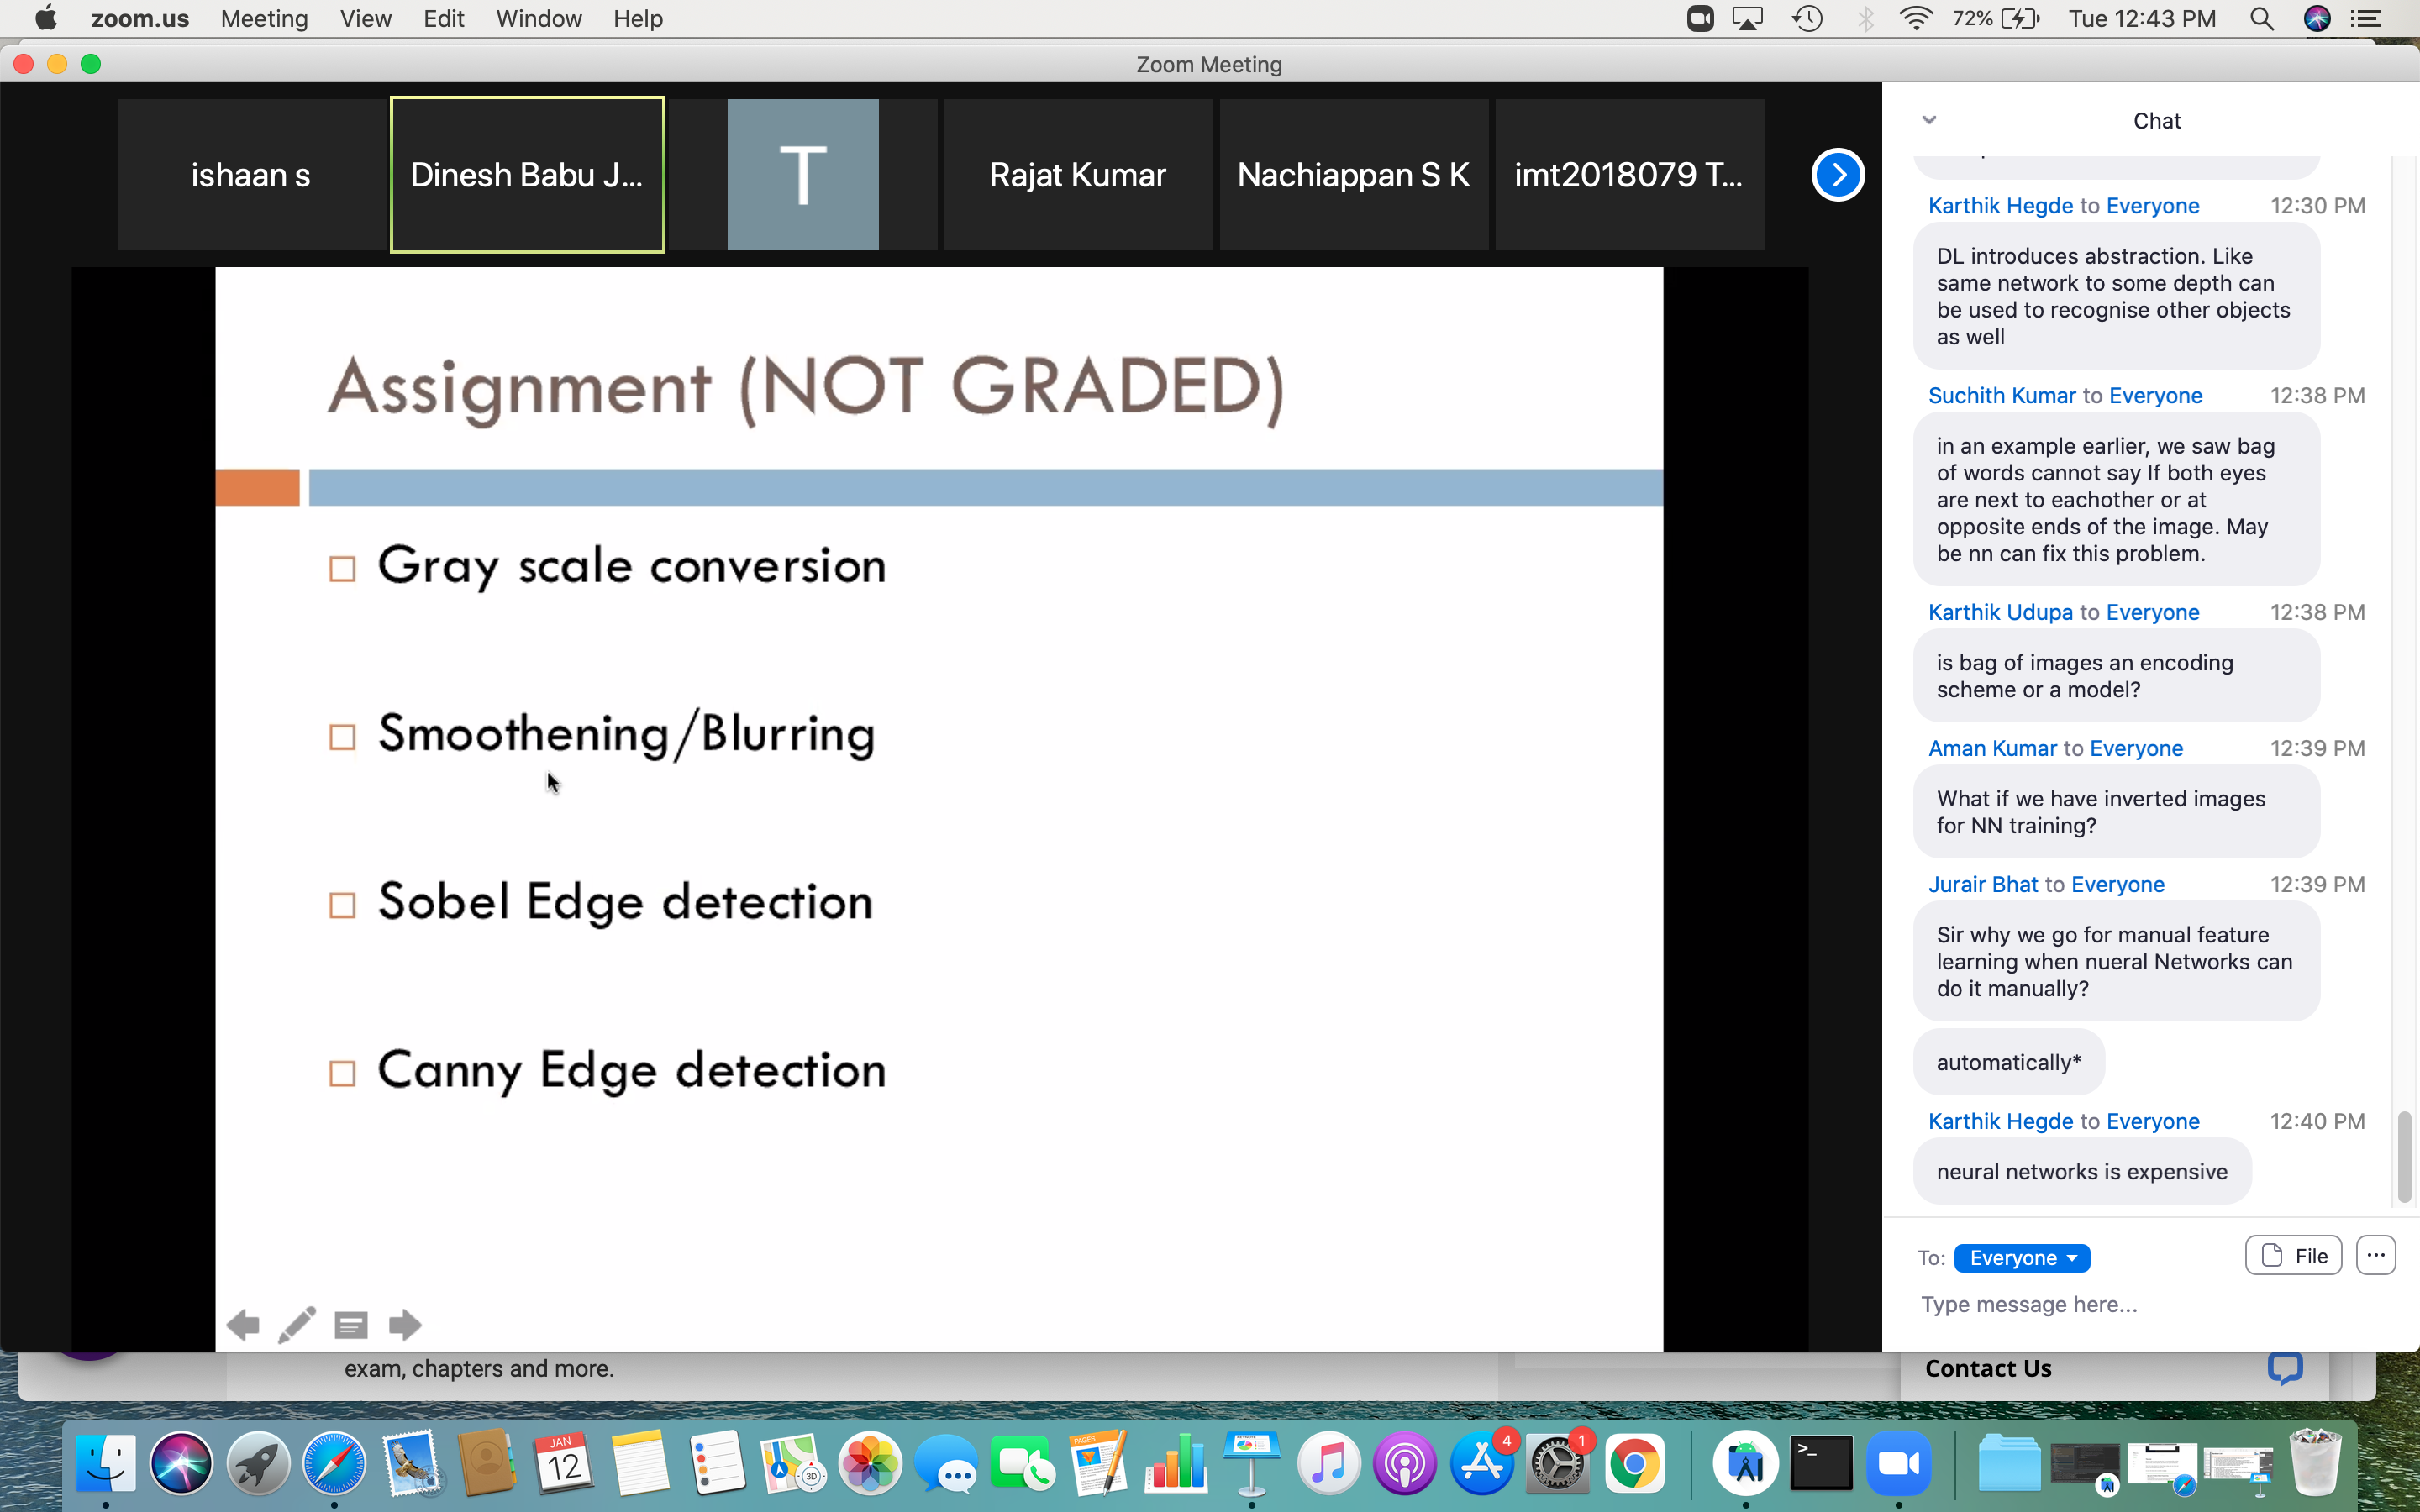 zoom.us Meeting View Edit Window Help 72% Tue 12:43 PM
Zoom Meeting
ishaan s Dinesh Babu J... T Rajat Kumar Nachiappan S K imt2018079 T...
Assignment (NOT GRADED)
Gray scale conversion
Smoothening/Blurring
Sobel Edge detection
Canny Edge detection
Chat
Karthik Hegde to Everyone 12:30 PM
DL introduces abstraction. Like
same network to some depth can
be used to recognise other objects
as well
Suchith Kumar to Everyone 12:38 PM
in an example earlier, we saw bag
of words cannot say If both eyes
are next to eachother or at
opposite ends of the image. May
be nn can fix this problem.
Karthik Udupa to Everyone 12:38 PM
is bag of images an encoding
scheme or a model?
Aman Kumar to Everyone 12:39 PM
What if we have inverted images
for NN training?
Jurair Bhat to Everyone 12:39 PM
Sir why we go for manual feature
learning when nueral Networks can
do it manually?
automatically*
Karthik Hegde to Everyone 12:40 PM
neural networks is expensive
To: Everyone File
Type message here...
exam, chapters and more.
Contact Us
JAN
12
PAGES
3D
4
1